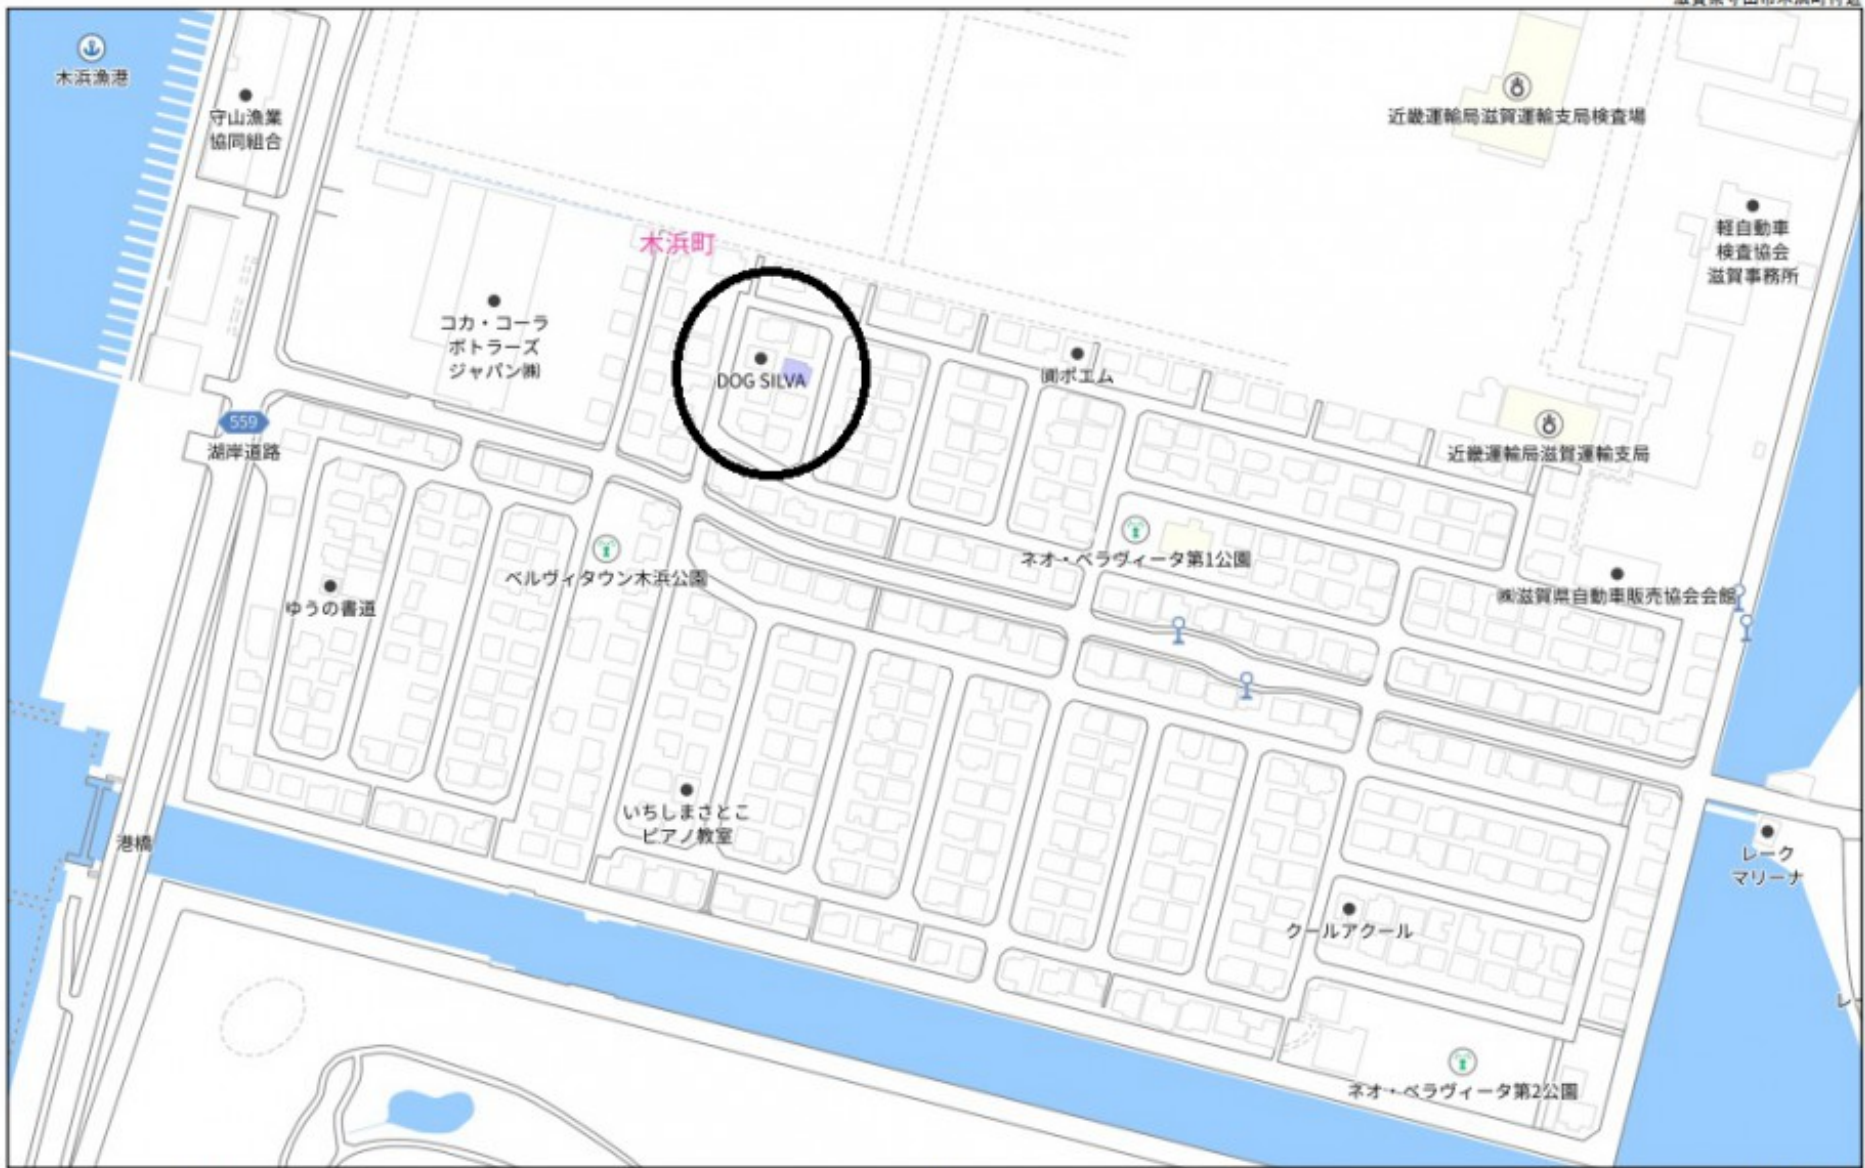 木浜漁港
守山漁業
協同組合
近畿運輸局滋賀運輸支局検査場
軽自動車
検査協会
滋賀事務所
木浜町
コカ・コーラ
ボトラーズ
ジャパン㈱
DOG SILVA
㈲ポエム
559
湖岸道路
近畿運輸局滋賀運輸支局
ネオ・ベラヴィータ第1公園
ベルヴィタウン木浜公園
㈱滋賀県自動車販売協会会館
ゆうの書道
いちしまさとこ
ピアノ教室
港橋
レーク
マリーナ
クールアクール
レー
ネオ・ベラヴィータ第2公園